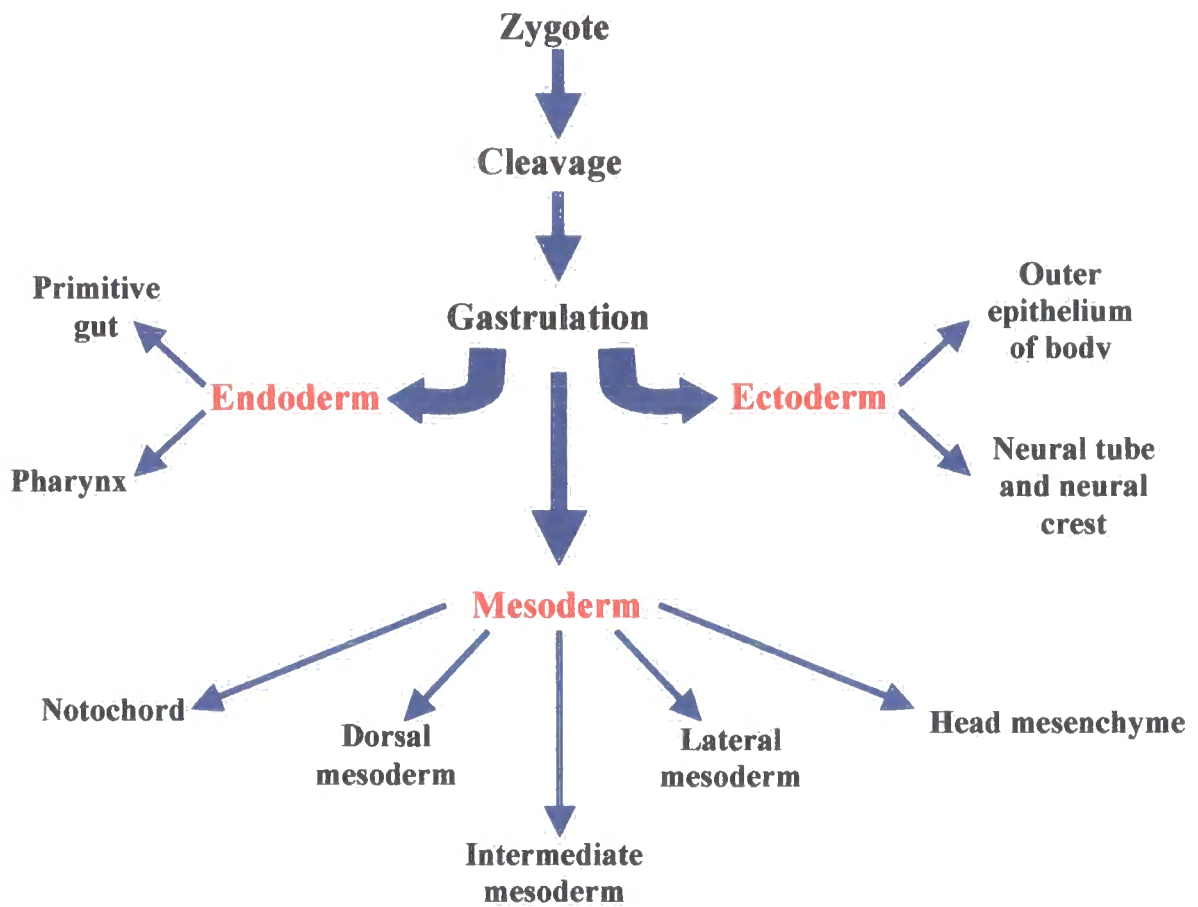 Zygote
Cleavage
Gastrulation
Primitive
gut
Endoderm
Pharynx
Outer
epithelium
of body
Ectoderm
Neural tube
and neural
crest
Mesoderm
Notochord
Dorsal
mesoderm
Intermediate
mesoderm
Lateral
mesoderm
Head mesenchyme